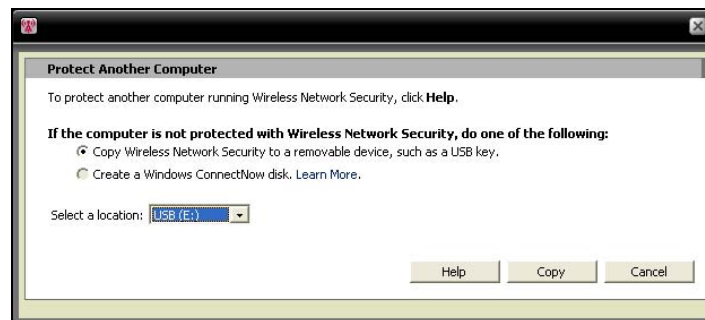 Protect Another Computer
To protect another computer running Wireless Network Security, click Help.
If the computer is not protected with Wireless Network Security, do one of the following:
Copy Wireless Network Security to a removable device, such as a USB key.
Create a Windows ConnectNow disk. Learn More.
Select a location: USB (E:)
Help Copy Cancel